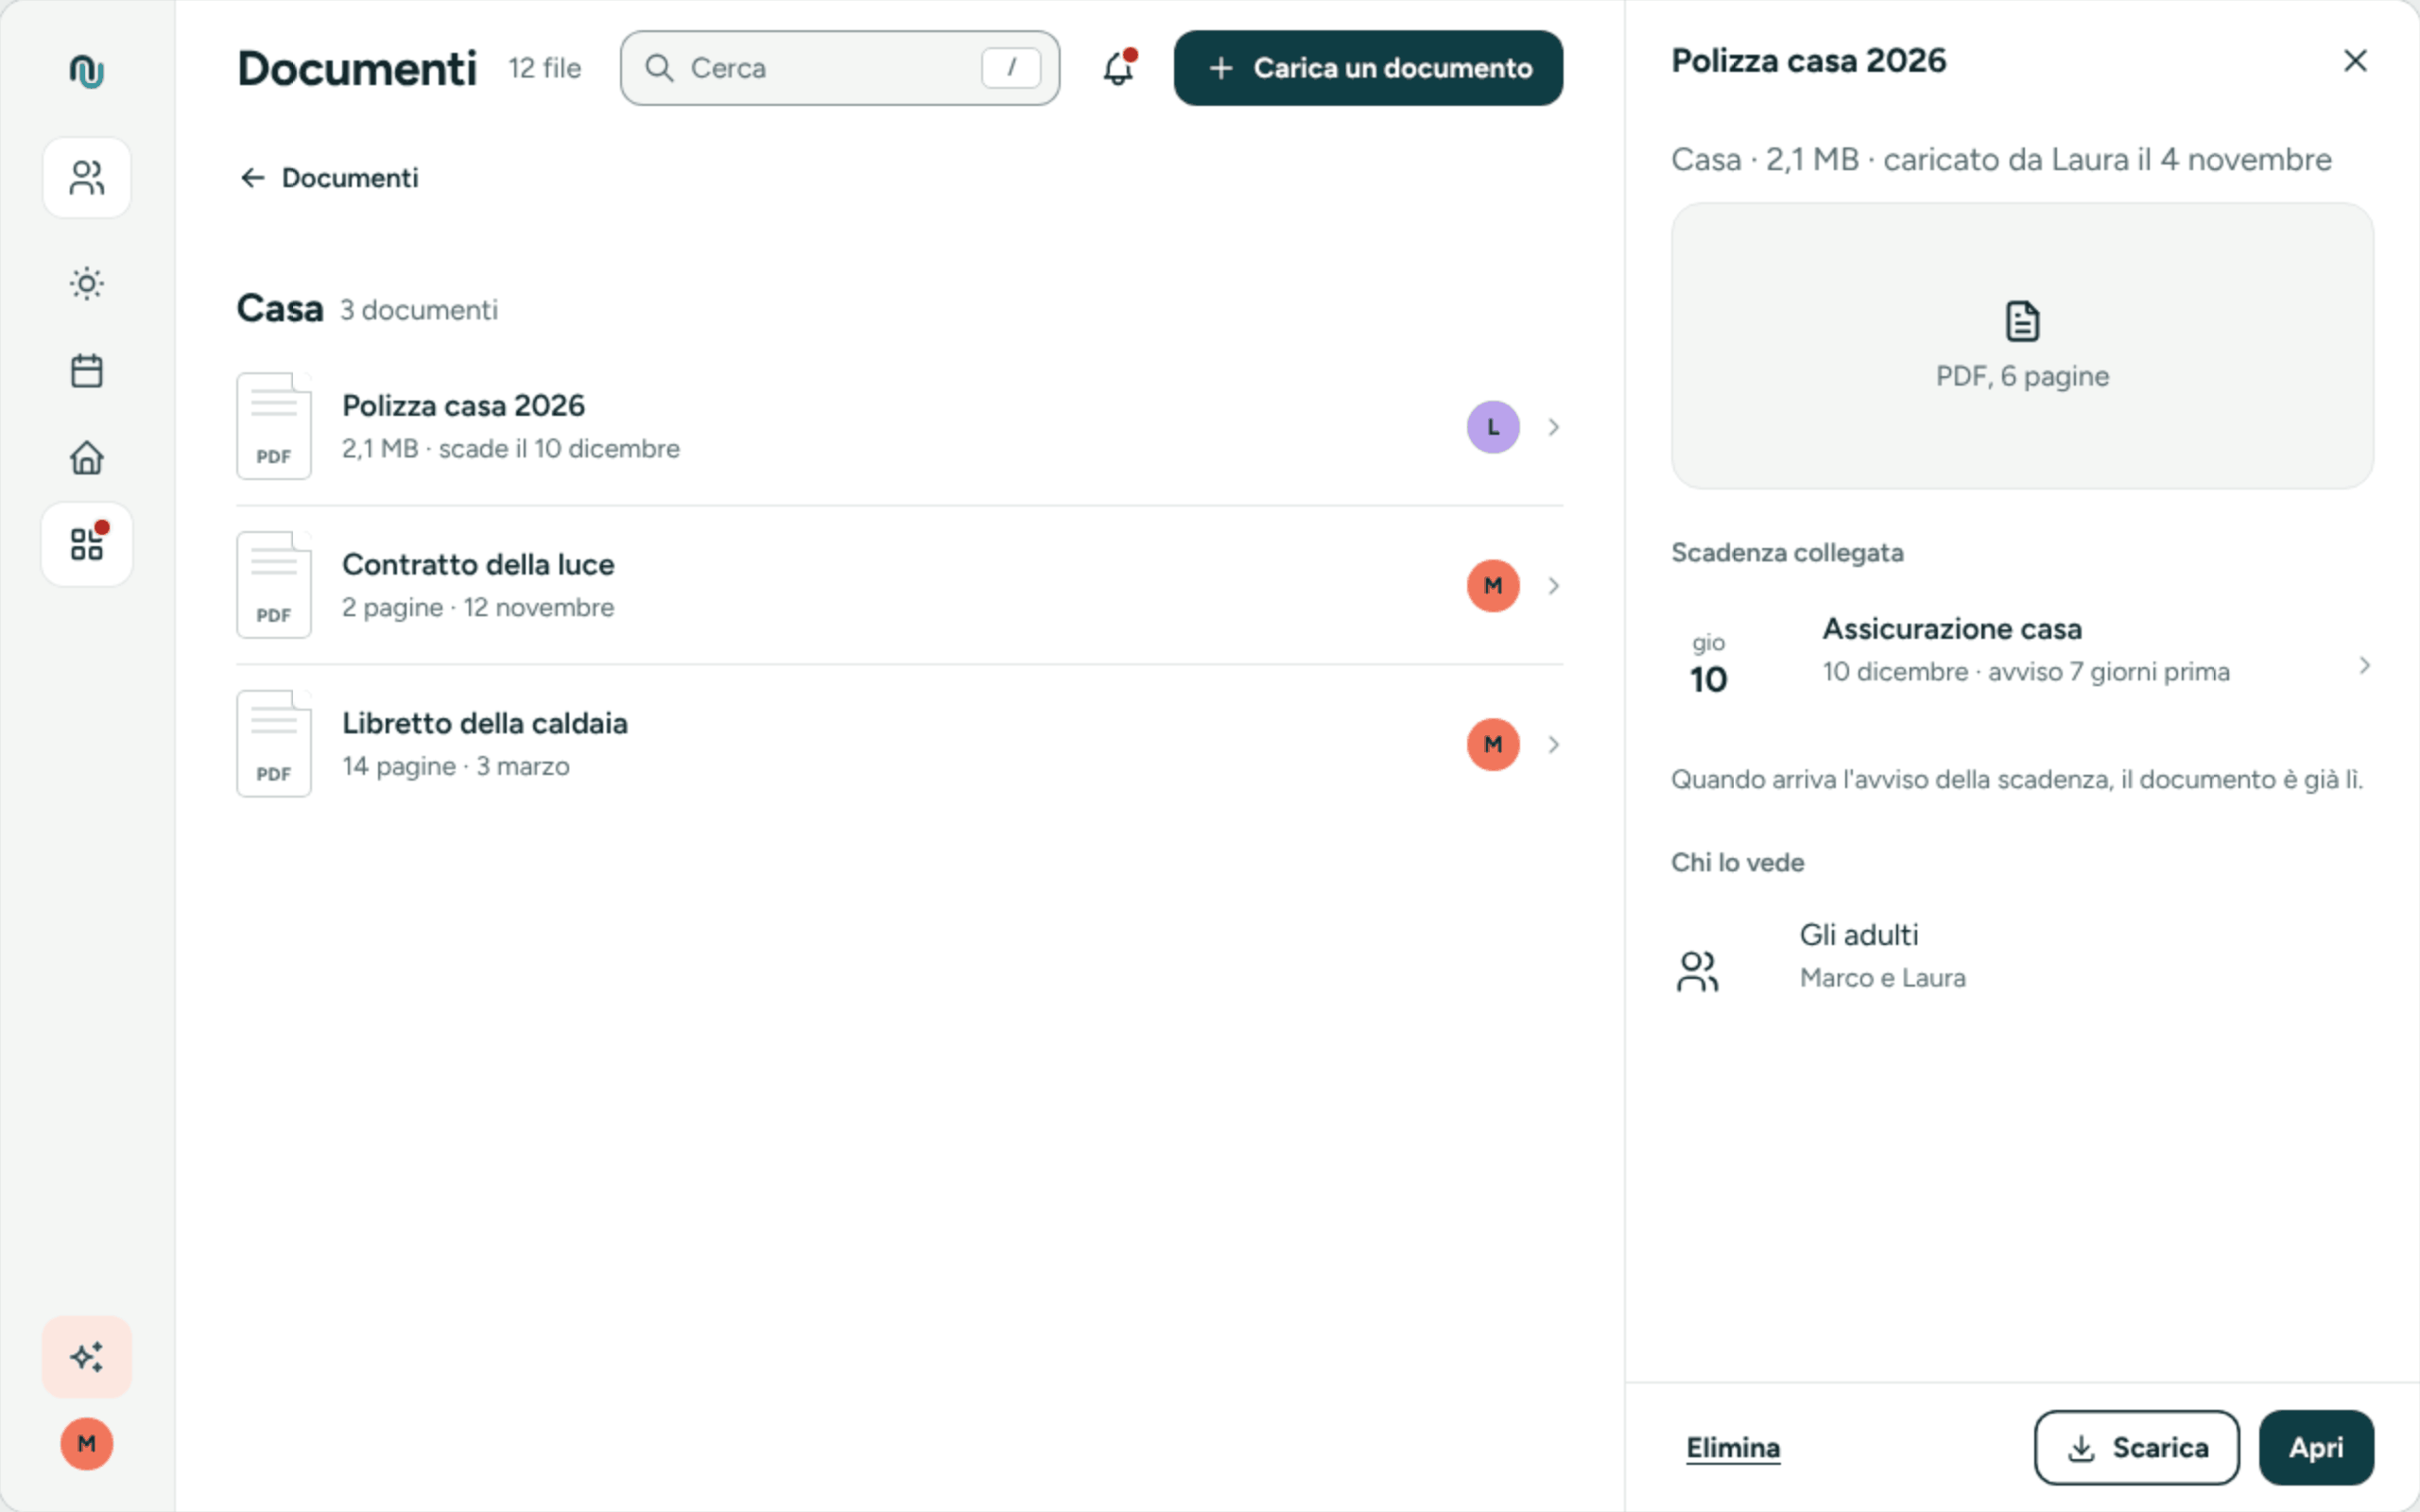 Documenti 12 file
Cerca /
+ Carica un documento
← Documenti
Casa 3 documenti
PDF
Polizza casa 2026
2,1 MB · scade il 10 dicembre
L
PDF
Contratto della luce
2 pagine · 12 novembre
M
PDF
Libretto della caldaia
14 pagine · 3 marzo
M
M
Polizza casa 2026
Casa · 2,1 MB · caricato da Laura il 4 novembre
PDF, 6 pagine
Scadenza collegata
gio
10
Assicurazione casa
10 dicembre · avviso 7 giorni prima
Quando arriva l'avviso della scadenza, il documento è già lì.
Chi lo vede
Gli adulti
Marco e Laura
Elimina
Scarica
Apri